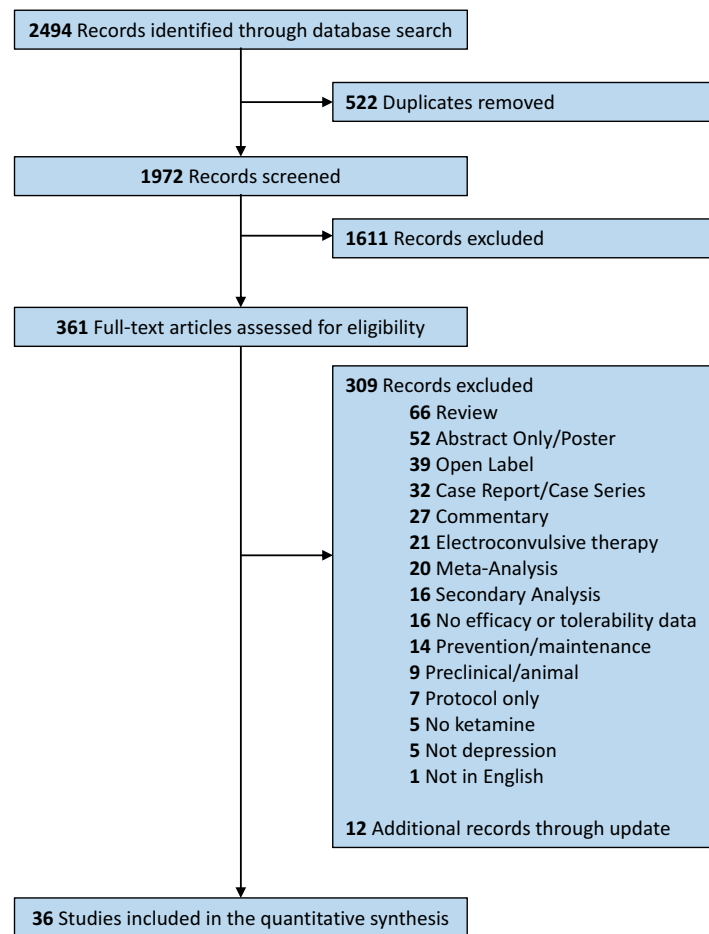 2494 Records identified through database search
522 Duplicates removed
1972 Records screened
1611 Records excluded
361 Full-text articles assessed for eligibility
309 Records excluded
66 Review
52 Abstract Only/Poster
39 Open Label
32 Case Report/Case Series
27 Commentary
21 Electroconvulsive therapy
20 Meta-Analysis
16 Secondary Analysis
16 No efficacy or tolerability data
14 Prevention/maintenance
9 Preclinical/animal
7 Protocol only
5 No ketamine
5 Not depression
1 Not in English
12 Additional records through update
36 Studies included in the quantitative synthesis